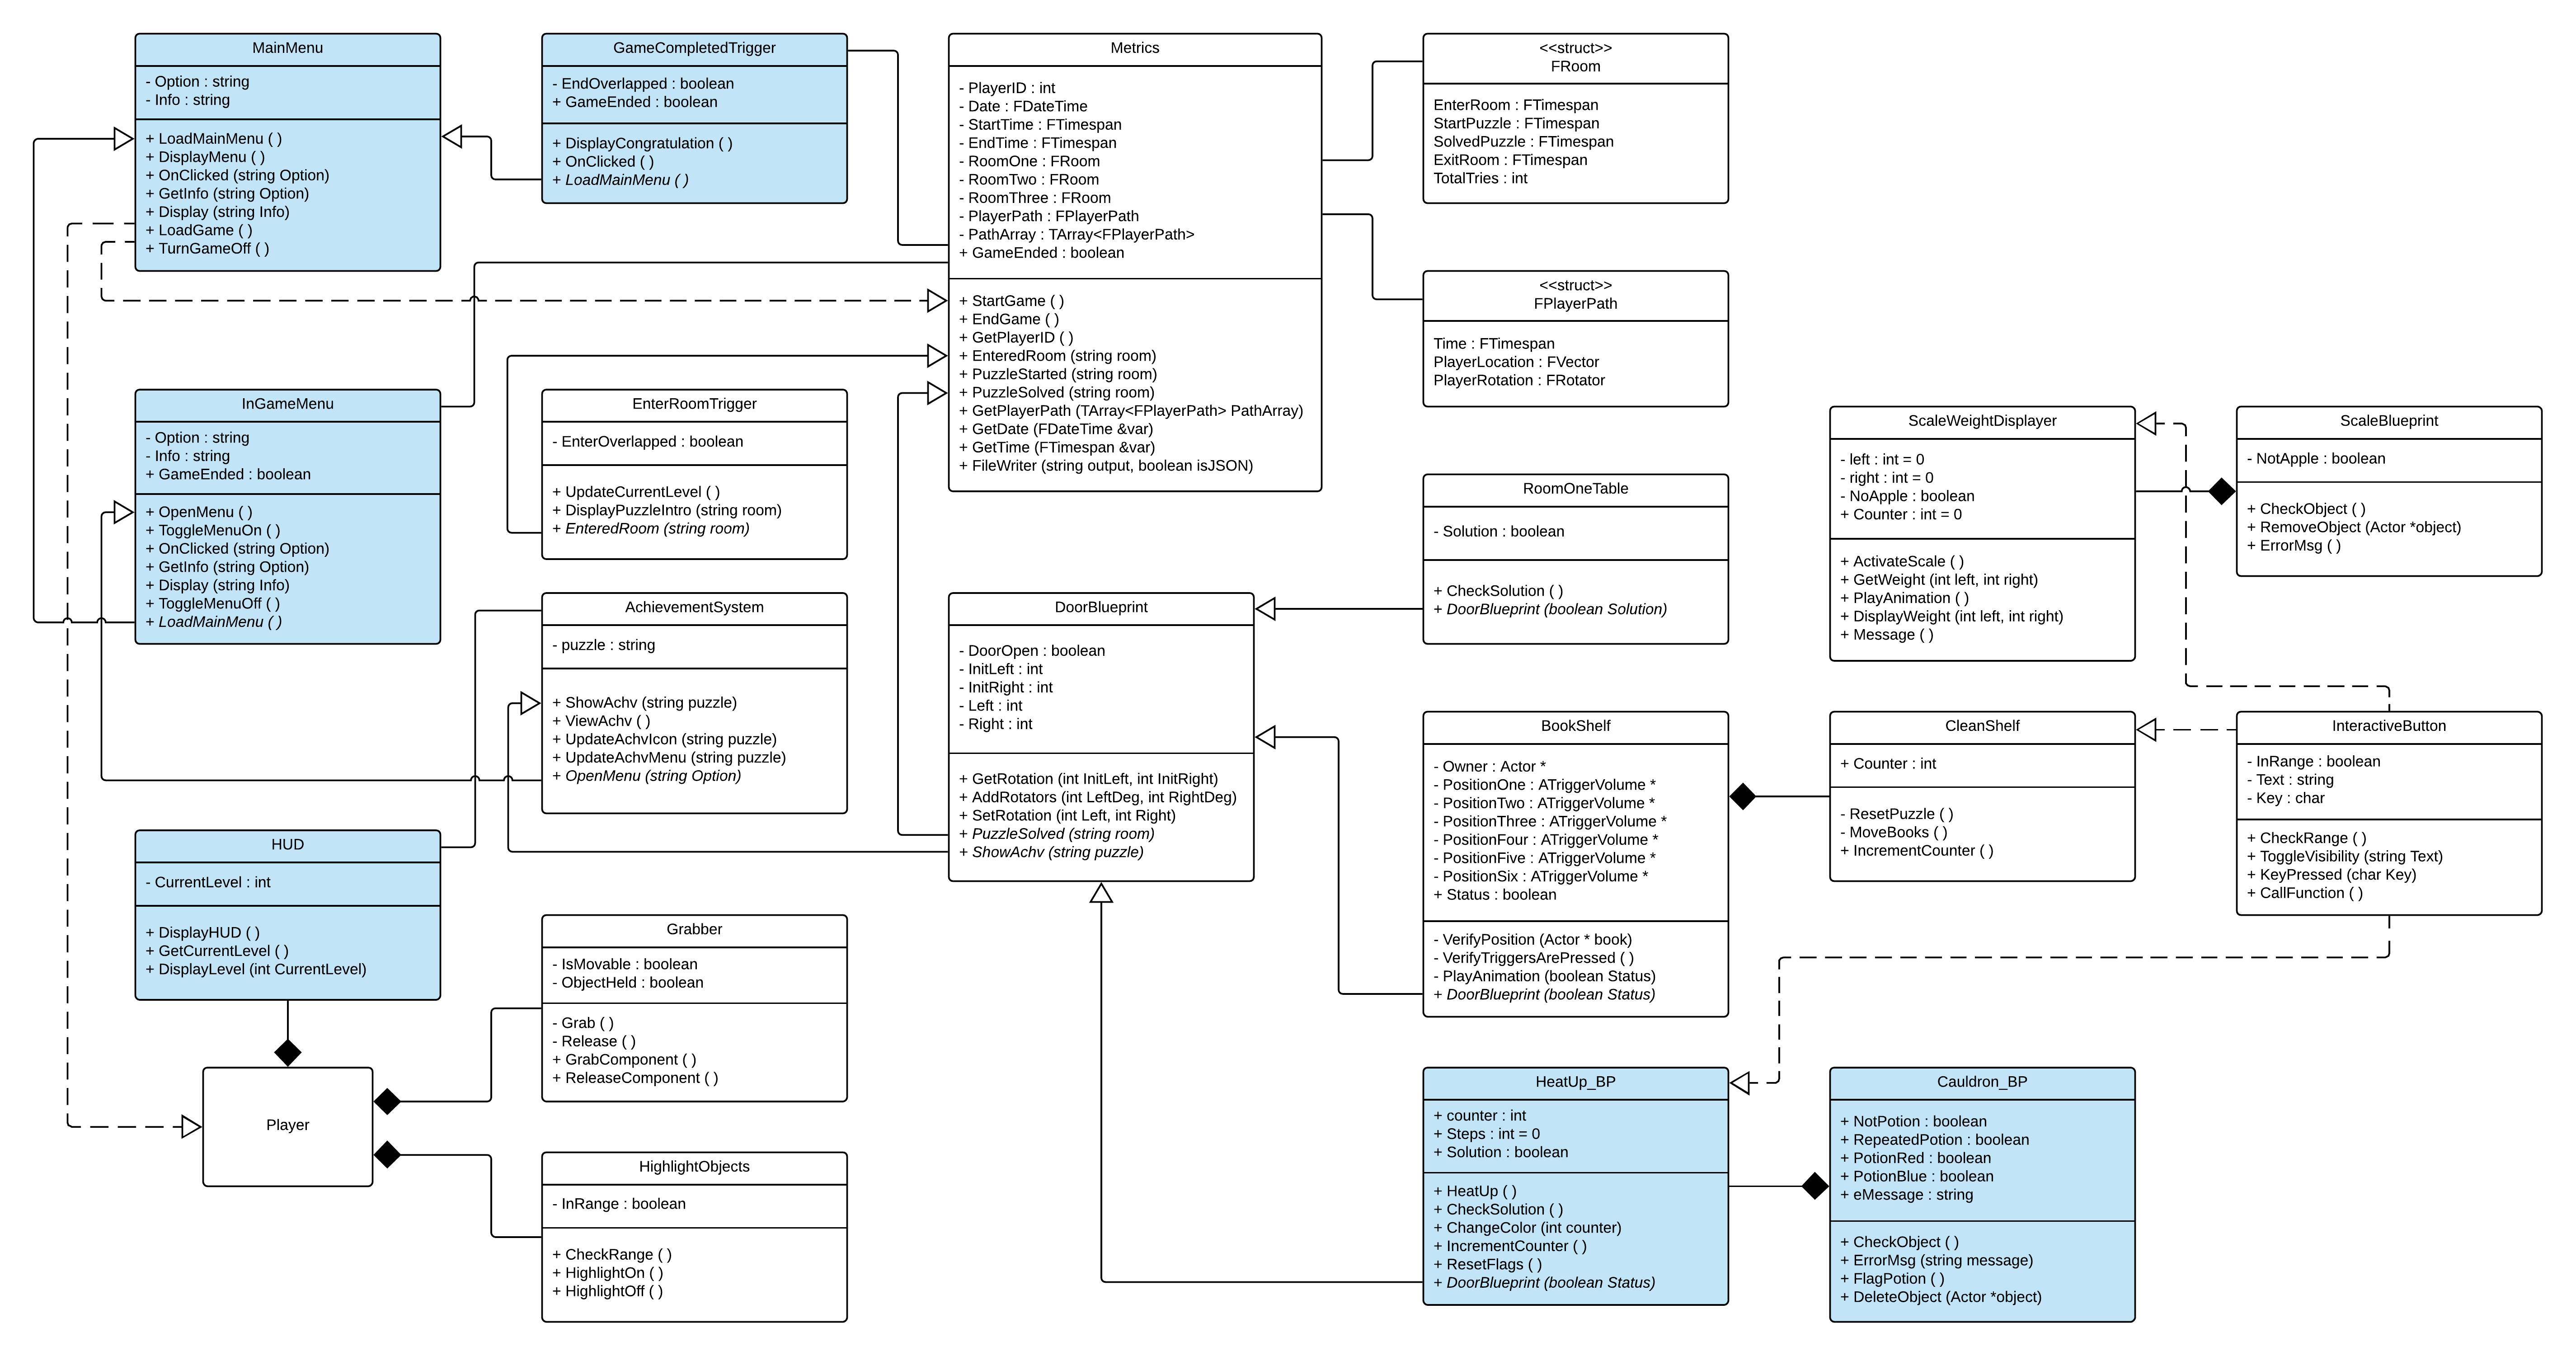 MainMenu
- Option : string
- Info : string
+ LoadMainMenu ( )
+ DisplayMenu ( )
+ OnClicked (string Option)
+ GetInfo (string Option)
+ Display (string Info)
+ LoadGame ( )
+ TurnGameOff ( )
GameCompletedTrigger
- EndOverlapped : boolean
+ GameEnded : boolean
+ DisplayCongratulation ( )
+ OnClicked ( )
+ LoadMainMenu ( )
Metrics
- PlayerID : int
- Date : FDateTime
- StartTime : FTimespan
- EndTime : FTimespan
- RoomOne : FRoom
- RoomTwo : FRoom
- RoomThree : FRoom
- PlayerPath : FPlayerPath
- PathArray : TArray<FPlayerPath>
+ GameEnded : boolean
+ StartGame ( )
+ EndGame ( )
+ GetPlayerID ( )
+ EnteredRoom (string room)
+ PuzzleStarted (string room)
+ PuzzleSolved (string room)
+ GetPlayerPath (TArray<FPlayerPath> PathArray)
+ GetDate (FDateTime &var)
+ GetTime (FTimespan &var)
+ FileWriter (string output, boolean isJSON)
<<struct>>
FRoom
EnterRoom : FTimespan
StartPuzzle : FTimespan
SolvedPuzzle : FTimespan
ExitRoom : FTimespan
TotalTries : int
<<struct>>
FPlayerPath
Time : FTimespan
PlayerLocation : FVector
PlayerRotation : FRotator
InGameMenu
- Option : string
- Info : string
+ GameEnded : boolean
+ OpenMenu ( )
+ ToggleMenuOn ( )
+ OnClicked (string Option)
+ GetInfo (string Option)
+ Display (string Info)
+ ToggleMenuOff ( )
+ LoadMainMenu ( )
EnterRoomTrigger
- EnterOverlapped : boolean
+ UpdateCurrentLevel ( )
+ DisplayPuzzleIntro (string room)
+ EnteredRoom (string room)
ScaleWeightDisplayer
- left : int = 0
- right : int = 0
- NoApple : boolean
+ Counter : int = 0
+ ActivateScale ( )
+ GetWeight (int left, int right)
+ PlayAnimation ( )
+ DisplayWeight (int left, int right)
+ Message ( )
ScaleBlueprint
- NotApple : boolean
+ CheckObject ( )
+ RemoveObject (Actor *object)
+ ErrorMsg ( )
RoomOneTable
- Solution : boolean
+ CheckSolution ( )
+ DoorBlueprint (boolean Solution)
AchievementSystem
- puzzle : string
+ ShowAchv (string puzzle)
+ ViewAchv ( )
+ UpdateAchvIcon (string puzzle)
+ UpdateAchvMenu (string puzzle)
+ OpenMenu (string Option)
DoorBlueprint
- DoorOpen : boolean
- InitLeft : int
- InitRight : int
- Left : int
- Right : int
+ GetRotation (int InitLeft, int InitRight)
+ AddRotators (int LeftDeg, int RightDeg)
+ SetRotation (int Left, int Right)
+ PuzzleSolved (string room)
+ ShowAchv (string puzzle)
BookShelf
- Owner : Actor *
- PositionOne : ATriggerVolume *
- PositionTwo : ATriggerVolume *
- PositionThree : ATriggerVolume *
- PositionFour : ATriggerVolume *
- PositionFive : ATriggerVolume *
- PositionSix : ATriggerVolume *
+ Status : boolean
- VerifyPosition (Actor * book)
- VerifyTriggersArePressed ( )
- PlayAnimation (boolean Status)
+ DoorBlueprint (boolean Status)
CleanShelf
+ Counter : int
- ResetPuzzle ( )
- MoveBooks ( )
+ IncrementCounter ( )
InteractiveButton
- InRange : boolean
- Text : string
- Key : char
+ CheckRange ( )
+ ToggleVisibility (string Text)
+ KeyPressed (char Key)
+ CallFunction ( )
HUD
- CurrentLevel : int
+ DisplayHUD ( )
+ GetCurrentLevel ( )
+ DisplayLevel (int CurrentLevel)
Grabber
- IsMovable : boolean
- ObjectHeld : boolean
- Grab ( )
- Release ( )
+ GrabComponent ( )
+ ReleaseComponent ( )
Player
HighlightObjects
- InRange : boolean
+ CheckRange ( )
+ HighlightOn ( )
+ HighlightOff ( )
HeatUp_BP
+ counter : int
+ Steps : int = 0
+ Solution : boolean
+ HeatUp ( )
+ CheckSolution ( )
+ ChangeColor (int counter)
+ IncrementCounter ( )
+ ResetFlags ( )
+ DoorBlueprint (boolean Status)
Cauldron_BP
+ NotPotion : boolean
+ RepeatedPotion : boolean
+ PotionRed : boolean
+ PotionBlue : boolean
+ eMessage : string
+ CheckObject ( )
+ ErrorMsg (string message)
+ FlagPotion ( )
+ DeleteObject (Actor *object)